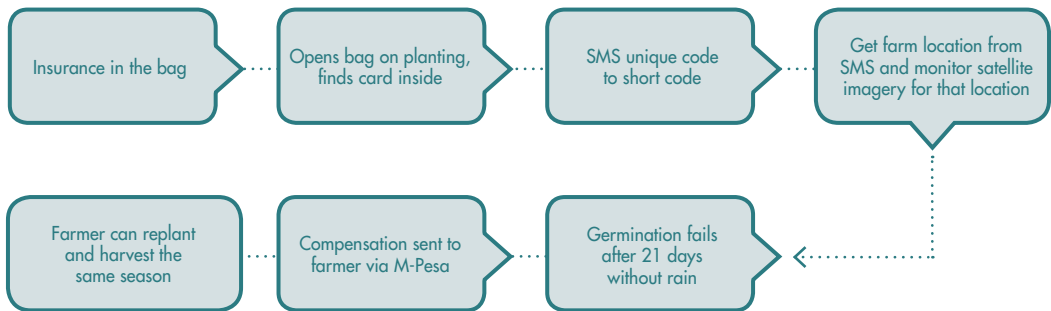 Insurance in the bag
Opens bag on planting,
finds card inside
SMS unique code
to short code
Get farm location from
SMS and monitor satellite
imagery for that location
Germination fails
after 21 days
without rain
Compensation sent to
farmer via M-Pesa
Farmer can replant
and harvest the
same season